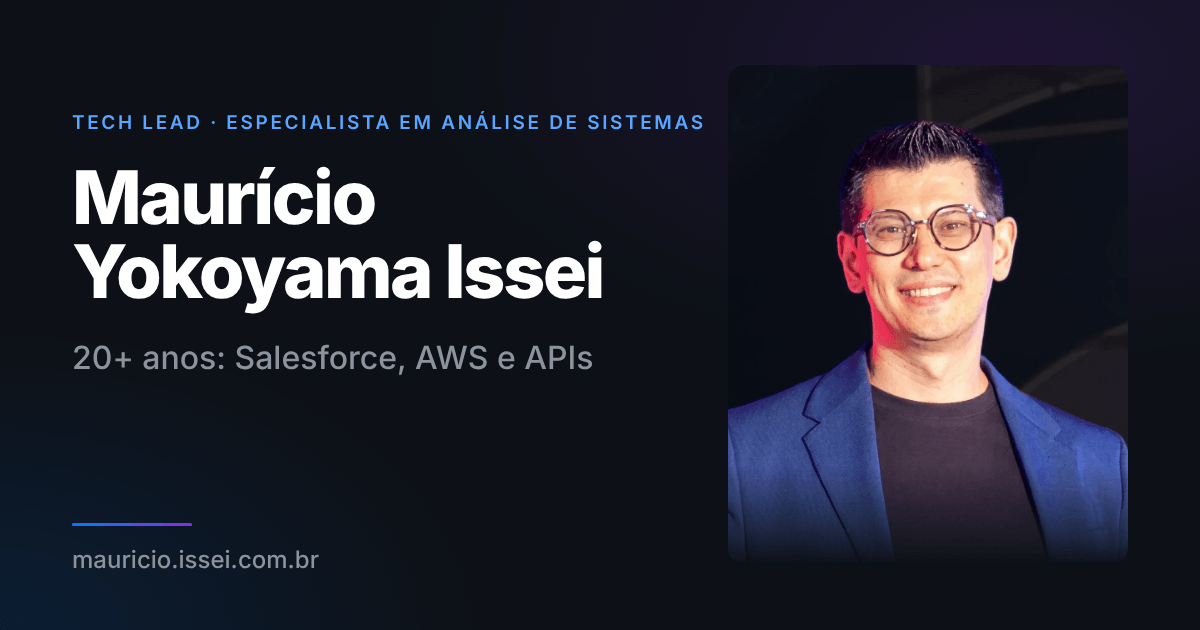 TECH LEAD · ESPECIALISTA EM ANÁLISE DE SISTEMAS
Maurício
Yokoyama Issei
20+ anos: Salesforce, AWS e APIs
mauricio.issei.com.br